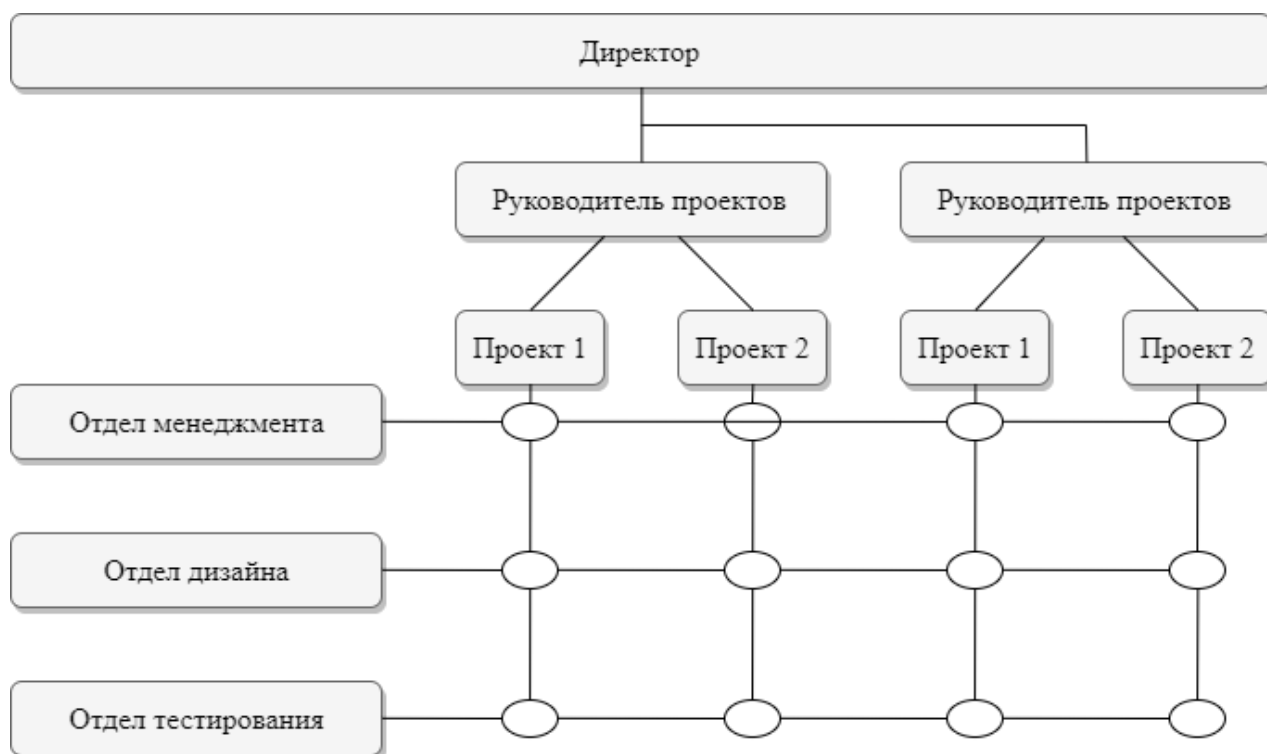 Директор
Руководитель проектов
Руководитель проектов
Проект 1
Проект 2
Проект 1
Проект 2
Отдел менеджмента
Отдел дизайна
Отдел тестирования